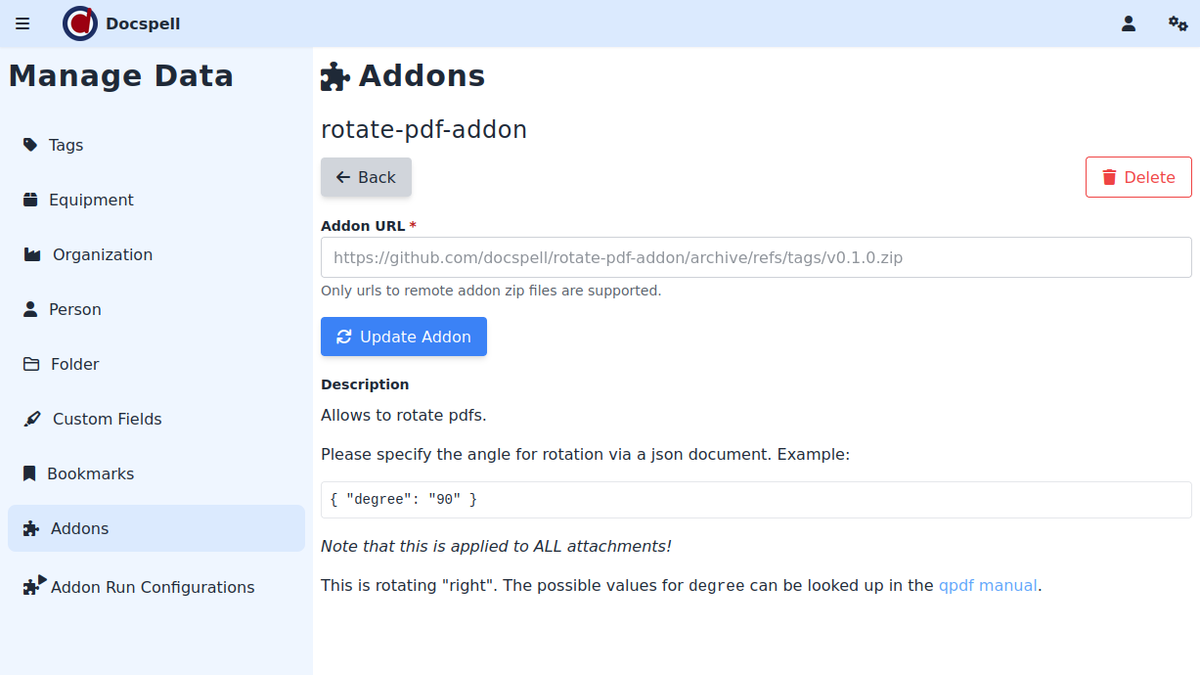 Docspell
Manage Data
Tags
Equipment
Organization
Person
Folder
Custom Fields
Bookmarks
Addons
Addon Run Configurations
Addons
rotate-pdf-addon
Back
Delete
Addon URL *
https://github.com/docspell/rotate-pdf-addon/archive/refs/tags/v0.1.0.zip
Only urls to remote addon zip files are supported.
Update Addon
Description
Allows to rotate pdfs.
Please specify the angle for rotation via a json document. Example:
{ "degree": "90" }
Note that this is applied to ALL attachments!
This is rotating "right". The possible values for degree can be looked up in the qpdf manual.